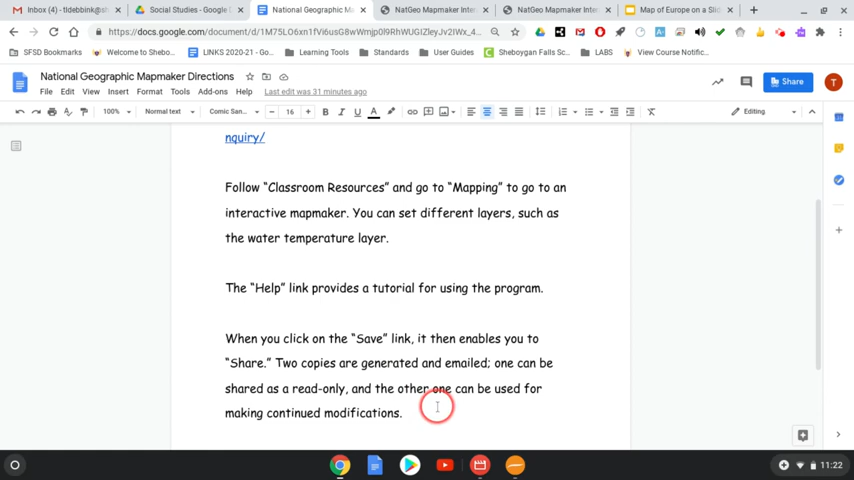 Inbox (61) - tidebbink@sh
Social Studies - Google D
National Geographic Map
NatGeo Mapmaker Inter
NatGeo Mapmaker Inter
Map of Europe on a Slid
https://docs.google.com/document/d/1M75LO6xn1fVi6usG8wWmjp0l9RhWUGIZleyJv2IWx_4...
SFSD Bookmarks
Welcome to Shebo...
LINKS 2020-21 - Go...
Learning Tools
Standards
User Guides
Sheboygan Falls Sc...
LABS
View Course Notific...
National Geographic Mapmaker Directions
Share
T
File Edit View Insert Format Tools Add-ons Help Last edit was 31 minutes ago
100% Normal text Comic San... 16 B I U A Editing
nquiry/
Follow “Classroom Resources” and go to “Mapping” to go to an
interactive mapmaker. You can set different layers, such as
the water temperature layer.
The “Help” link provides a tutorial for using the program.
When you click on the “Save” link, it then enables you to
“Share.” Two copies are generated and emailed; one can be
shared as a read-only, and the other one can be used for
making continued modifications.
11:22